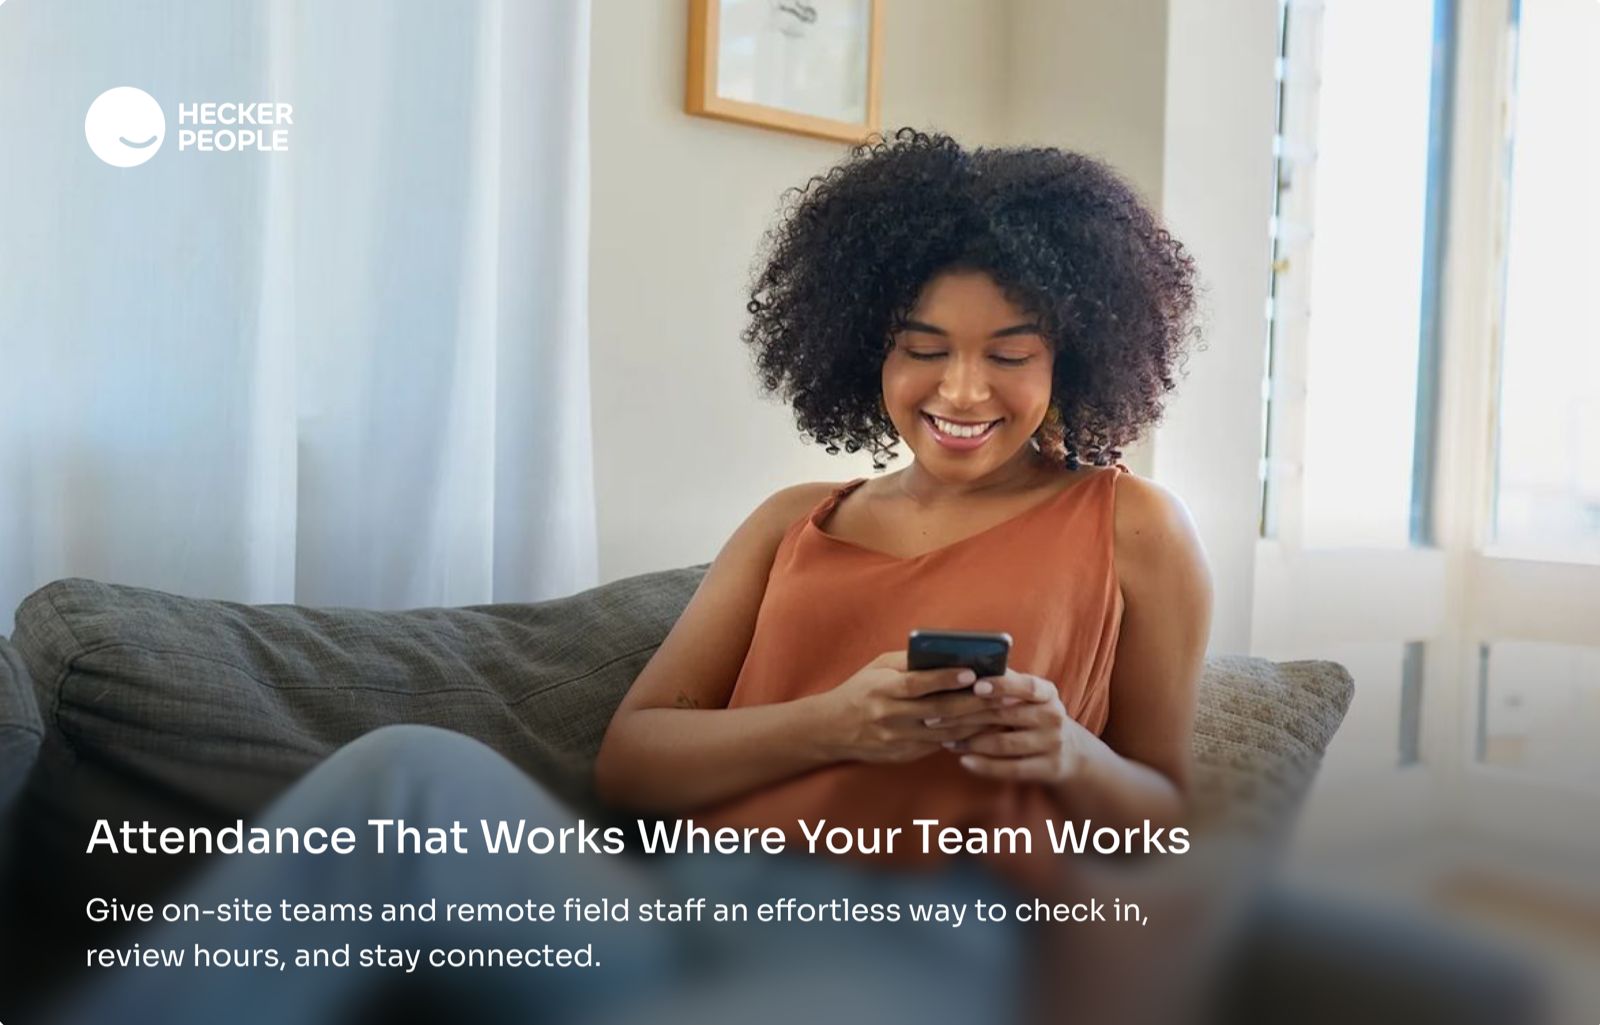 HECKER
PEOPLE
Attendance That Works Where Your Team Works
Give on-site teams and remote field staff an effortless way to check in,
review hours, and stay connected.